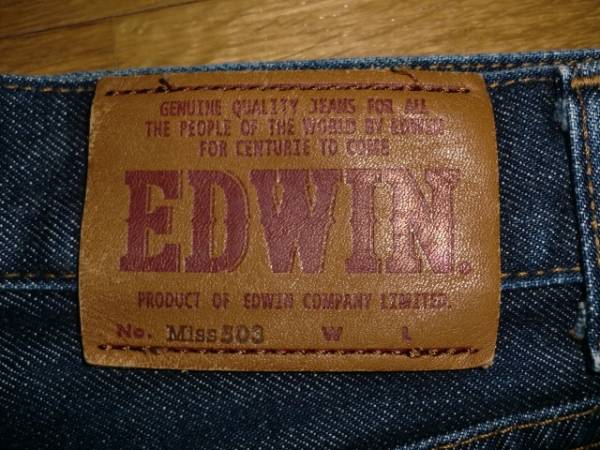 GENUINE QUALITY JEANS FOR ALL
THE PEOPLE OF THE WORLD BY EDWIN
FOR CENTURIE TO COME
EDWIN.
PRODUCT OF EDWIN COMPANY LIMITED.
No. Miss503 W L